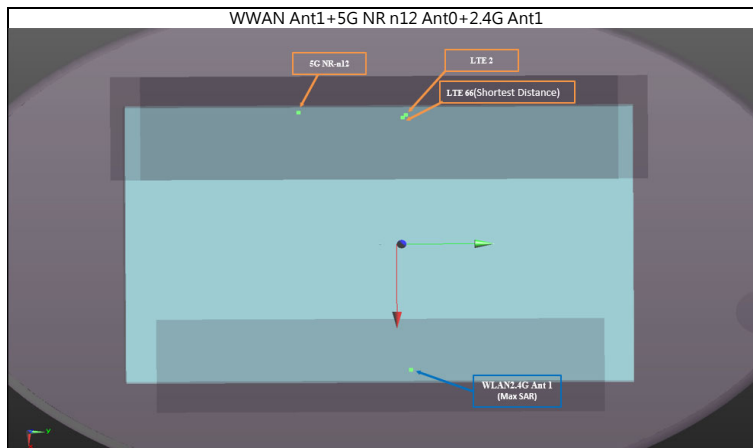 WWAN Ant1+5G NR n12 Ant0+2.4G Ant1
5G NR-n12
LTE 2
LTE 66(Shortest Distance)
WLAN2.4G Ant 1
(Max SAR)
y